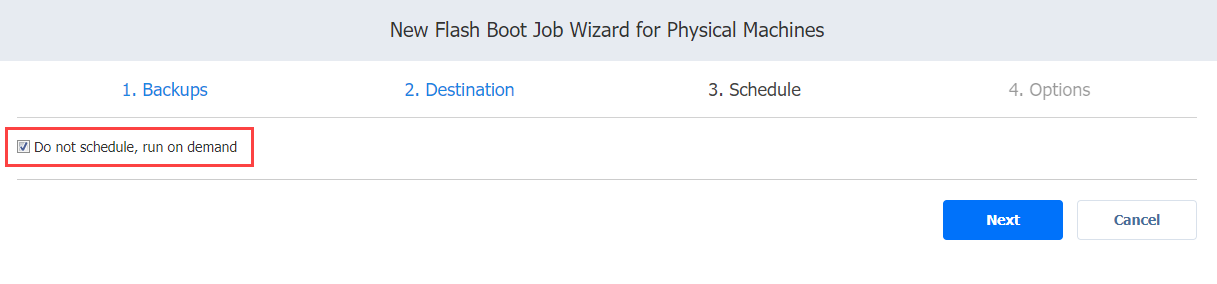 New Flash Boot Job Wizard for Physical Machines
1. Backups 2. Destination 3. Schedule 4. Options
Do not schedule, run on demand
Next Cancel